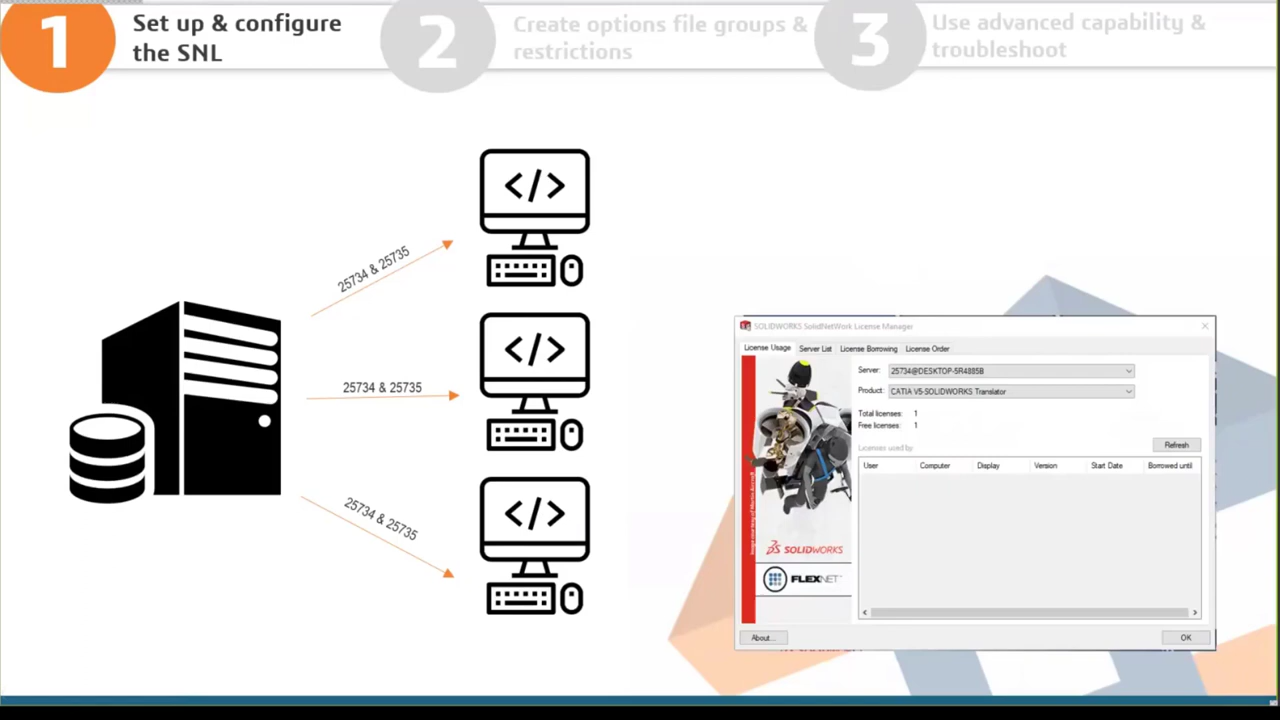 1
Set up & configure
the SNL
2
Create options file groups &
restrictions
3
Use advanced capability &
troubleshoot
</>
25734 & 25735
</>
25734 & 25735
</>
25734 & 25735
SOLIDWORKS SolidNetWork License Manager
License Usage Server List License Borrowing License Order
Server: 25734@DESKTOP-5R4885B
Product: CATIA V5-SOLIDWORKS Translator
Total licenses: 1
Free licenses: 1
Licenses used by:
Refresh
User Computer Display Version Start Date Borrowed until
SOLIDWORKS
FLEXNET
About...
OK